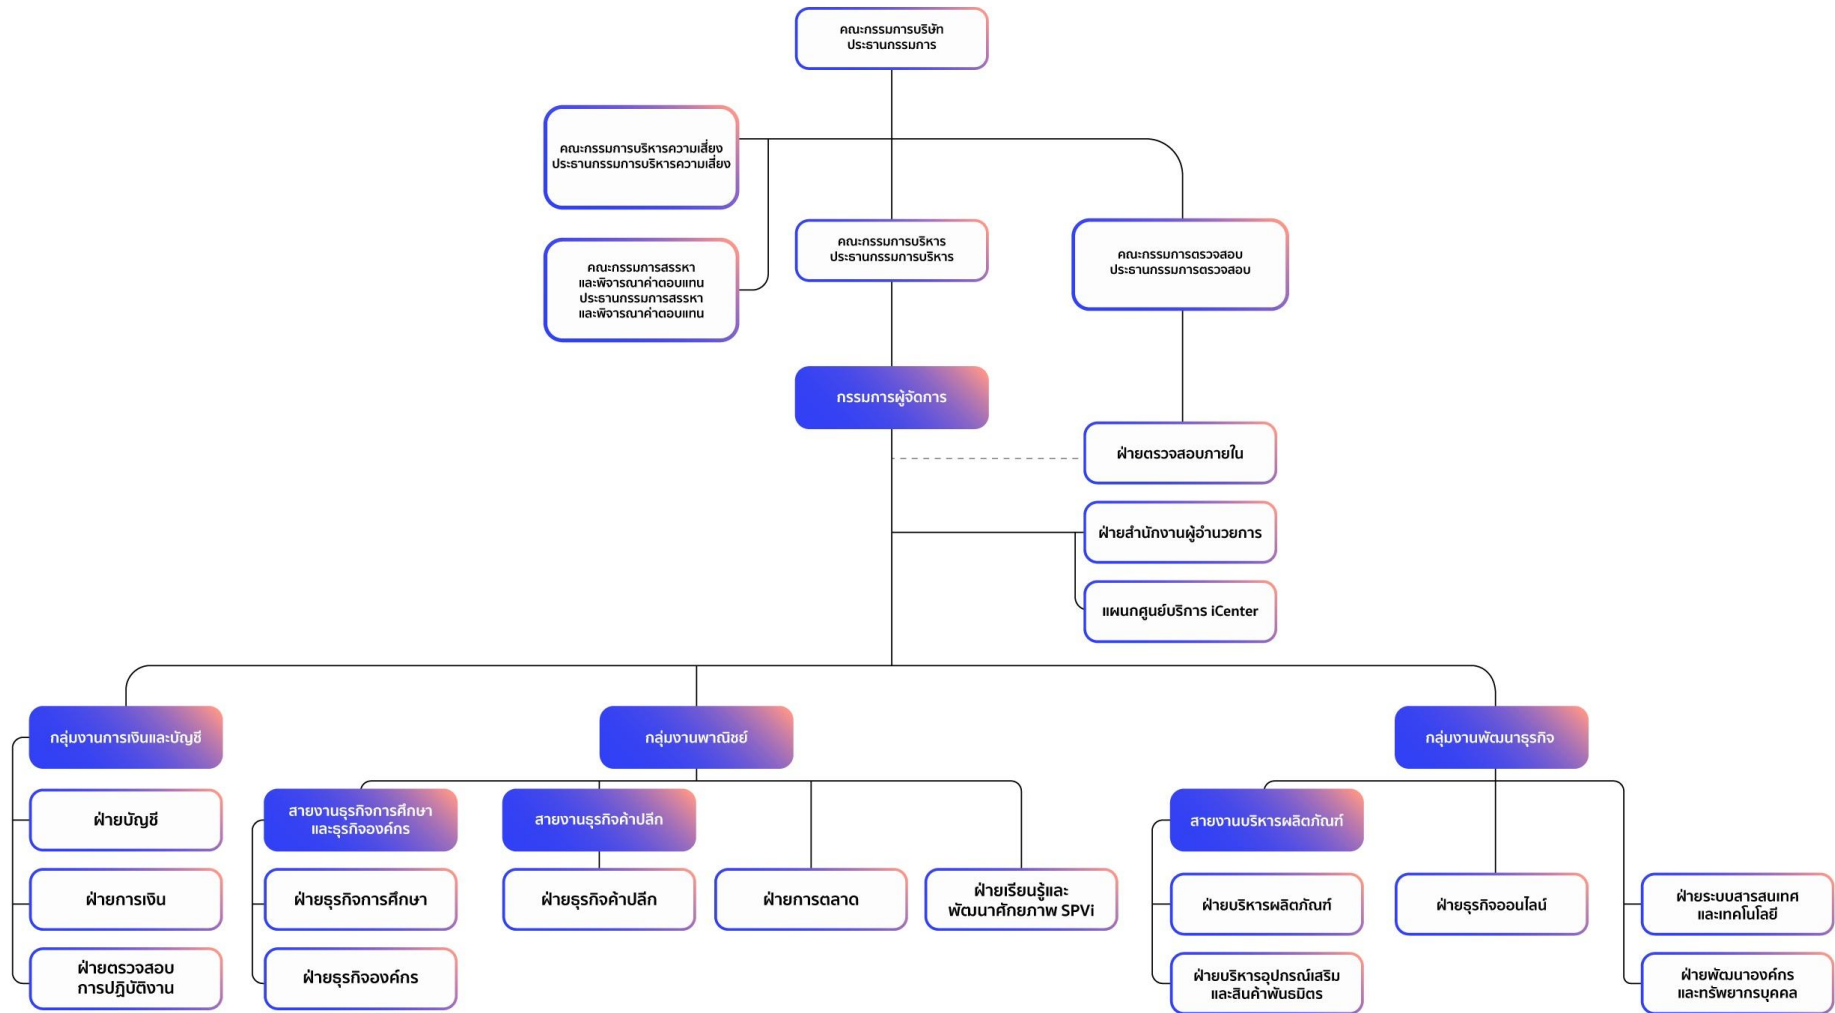 คณะกรรมการบริษัท
ประธานกรรมการ
คณะกรรมการบริหารความเสี่ยง
ประธานกรรมการบริหารความเสี่ยง
คณะกรรมการสรรหา
และพิจารณาค่าตอบแทน
ประธานกรรมการสรรหา
และพิจารณาค่าตอบแทน
คณะกรรมการบริหาร
ประธานกรรมการบริหาร
คณะกรรมการตรวจสอบ
ประธานกรรมการตรวจสอบ
กรรมการผู้จัดการ
ฝ่ายตรวจสอบภายใน
ฝ่ายสำนักงานผู้อำนวยการ
แผนกศูนย์บริการ iCenter
กลุ่มงานการเงินและบัญชี
ฝ่ายบัญชี
ฝ่ายการเงิน
ฝ่ายตรวจสอบ
การปฏิบัติงาน
กลุ่มงานพาณิชย์
สายงานธุรกิจการศึกษา
และธุรกิจองค์กร
ฝ่ายธุรกิจการศึกษา
ฝ่ายธุรกิจองค์กร
สายงานธุรกิจค้าปลีก
ฝ่ายธุรกิจค้าปลีก
ฝ่ายการตลาด
ฝ่ายเรียนรู้และ
พัฒนาศักยภาพ SPVi
กลุ่มงานพัฒนาธุรกิจ
สายงานบริหารผลิตภัณฑ์
ฝ่ายบริหารผลิตภัณฑ์
ฝ่ายบริหารอุปกรณ์เสริม
และสินค้าพันธมิตร
ฝ่ายธุรกิจออนไลน์
ฝ่ายระบบสารสนเทศ
และเทคโนโลยี
ฝ่ายพัฒนาองค์กร
และทรัพยากรบุคคล